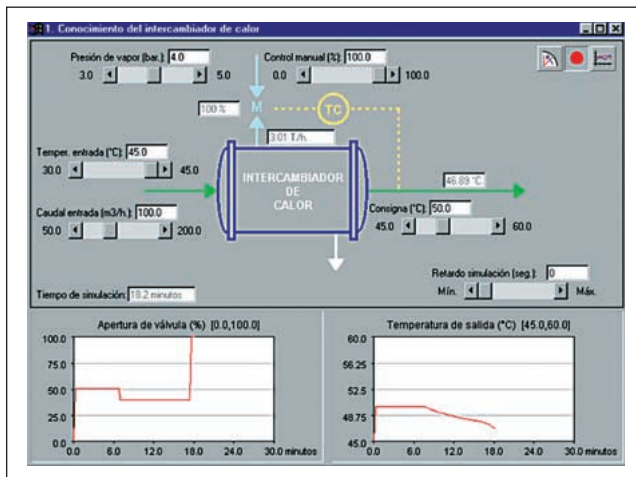 1. Conocimiento del intercambiador de calor
Presión de vapor (bar.): 4.0
3.0 5.0
Control manual (%): 100.0
0.0 100.0
100 %
M
TC
3.01 T/h.
Temper. entrada (°C): 45.0
30.0 45.0
INTERCAMBIADOR
DE
CALOR
46.89 °C
Caudal entrada (m3/h.): 100.0
50.0 200.0
Consigna (°C): 50.0
45.0 60.0
Retardo simulación (seg.): 0
Mín. Máx.
Tiempo de simulación: 18.2 minutos
Apertura de válvula (%) [0.0,100.0]
100.0
75.0
50.0
25.0
0.0
0.0 6.0 12.0 18.0 24.0 30.0 minutos
Temperatura de salida (°C) [45.0,60.0]
60.0
56.25
52.5
48.75
45.0
0.0 6.0 12.0 18.0 24.0 30.0 minutos